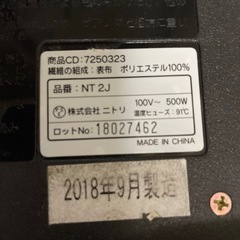 商品CD:7250323
繊維の組成:表布 ポリエステル100%
品番:NT 2J
株式会社 ニトリ
100V～ 500W
温度ヒューズ:91℃
ロットNo: 18027462
MADE IN CHINA
2018年9月製造